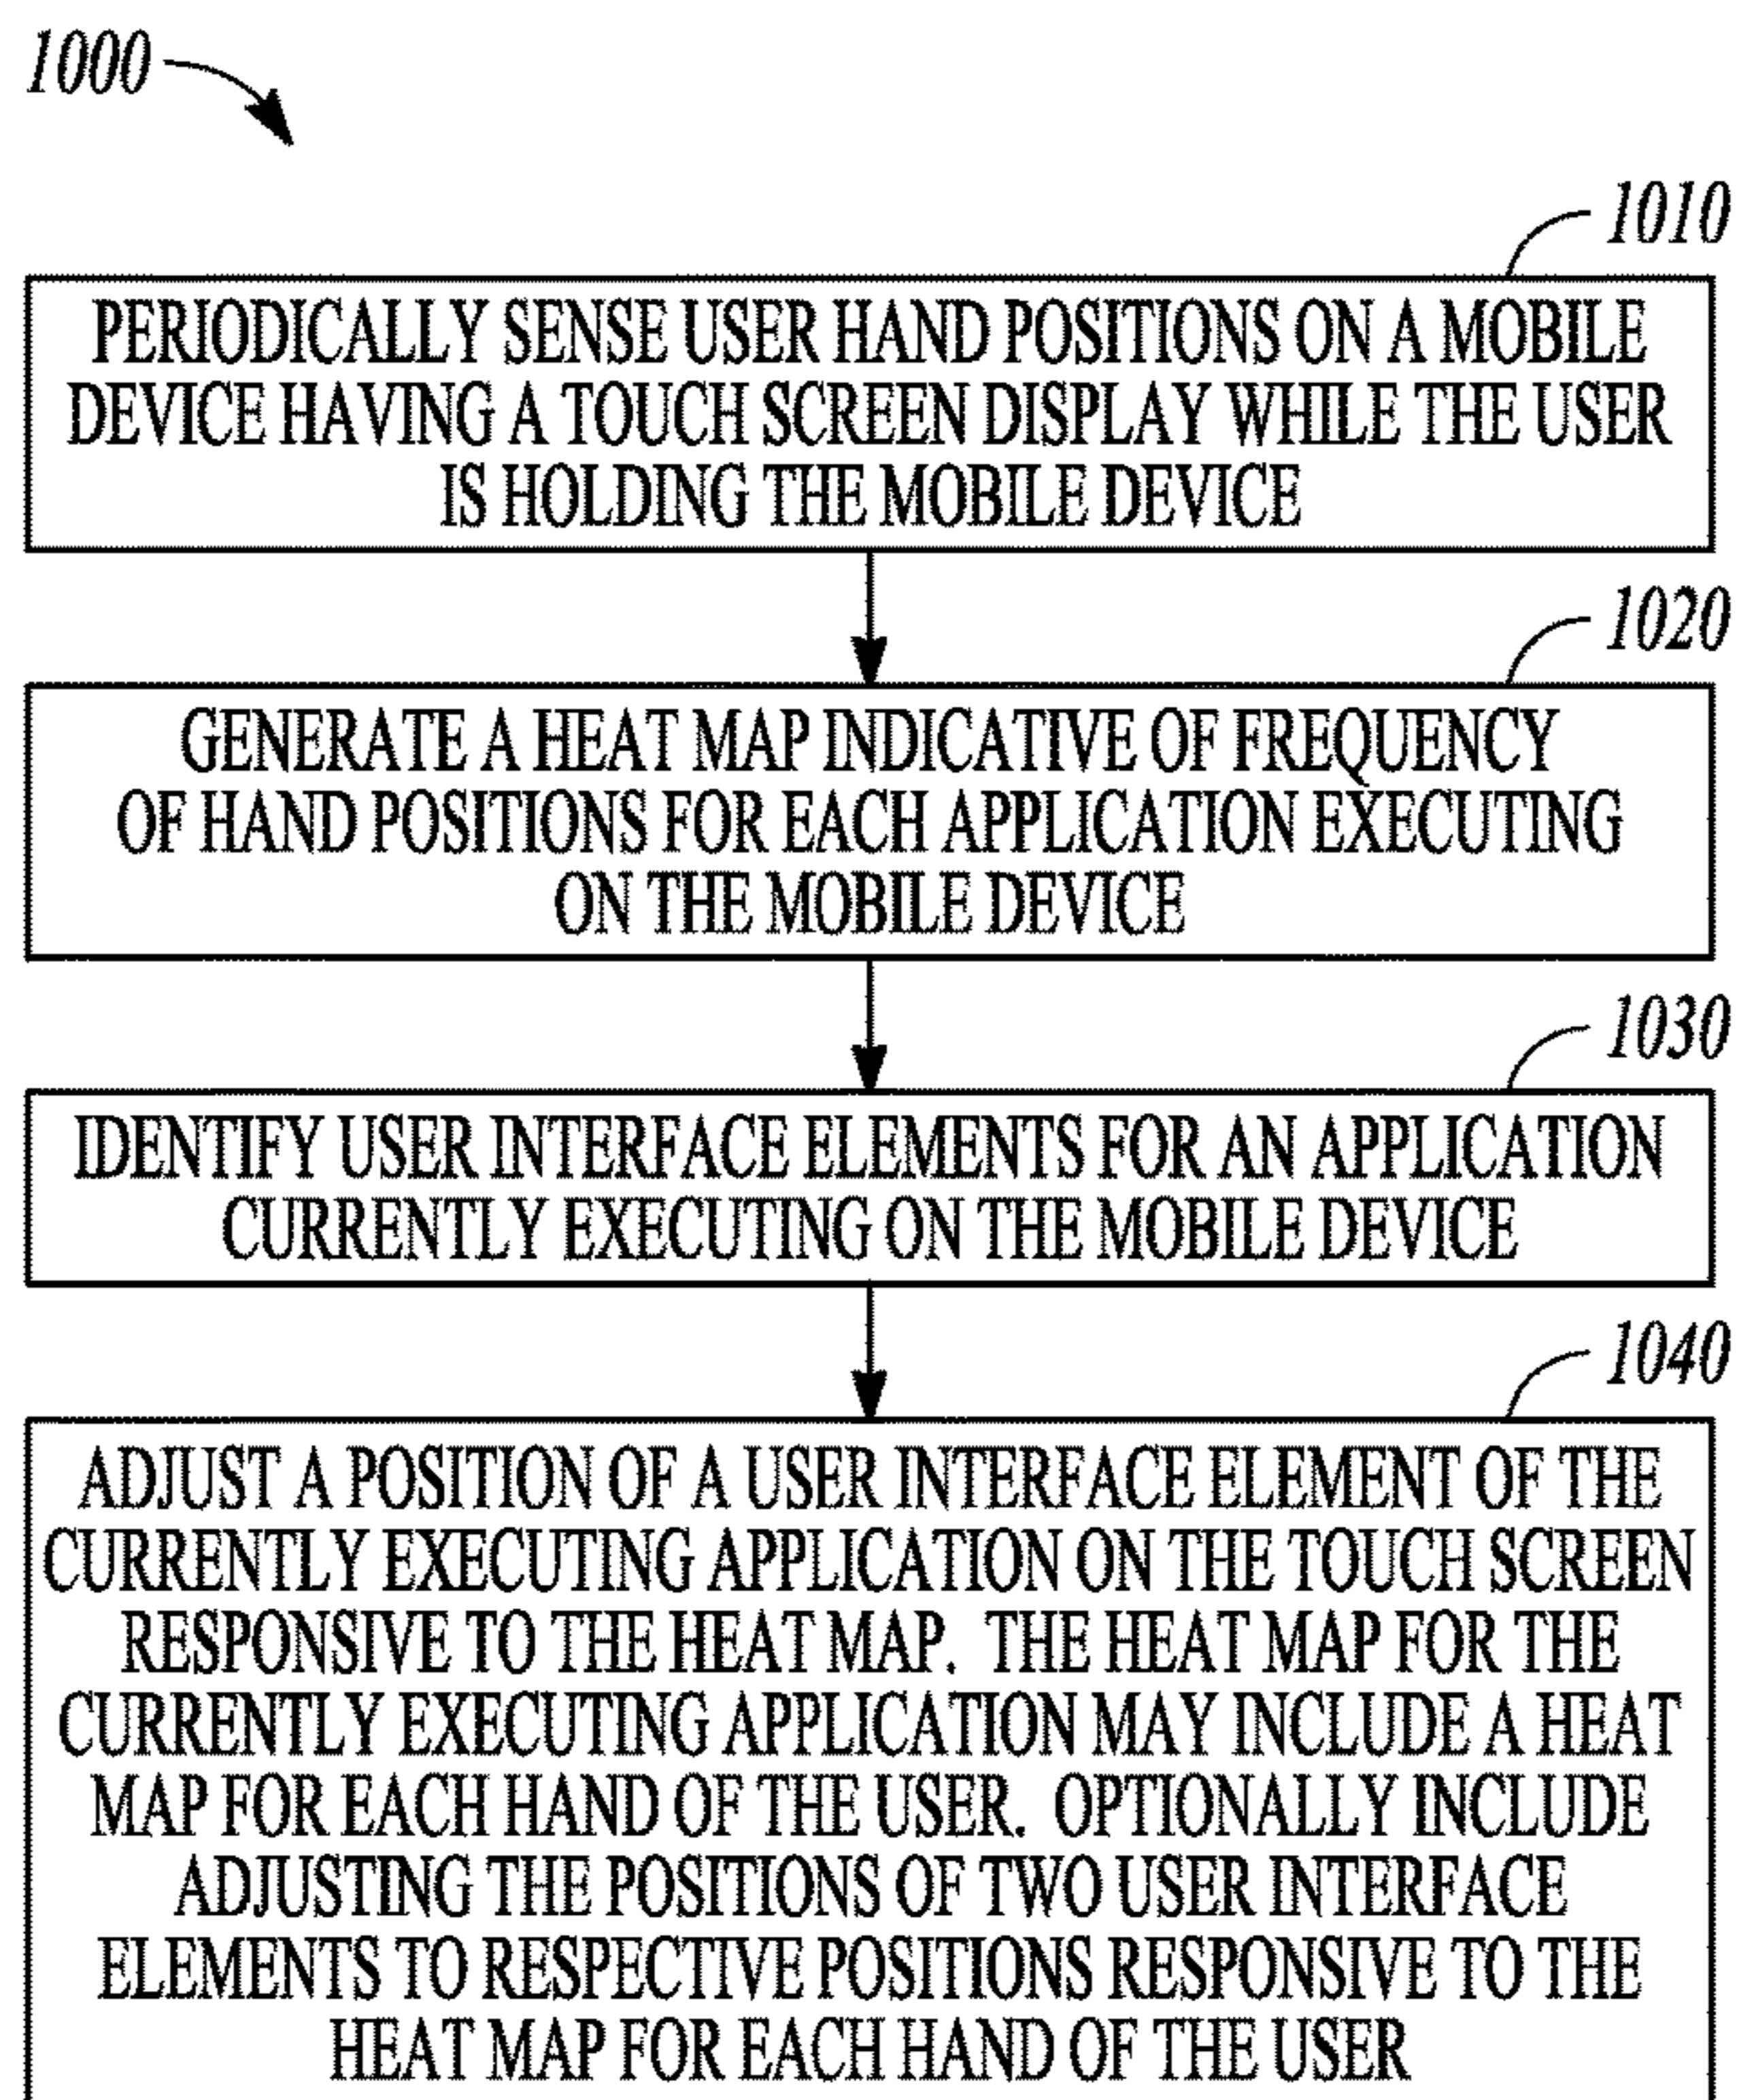 1000
1010
PERIODICALLY SENSE USER HAND POSITIONS ON A MOBILE
DEVICE HAVING A TOUCH SCREEN DISPLAY WHILE THE USER
IS HOLDING THE MOBILE DEVICE
1020
GENERATE A HEAT MAP INDICATIVE OF FREQUENCY
OF HAND POSITIONS FOR EACH APPLICATION EXECUTING
ON THE MOBILE DEVICE
1030
IDENTIFY USER INTERFACE ELEMENTS FOR AN APPLICATION
CURRENTLY EXECUTING ON THE MOBILE DEVICE
1040
ADJUST A POSITION OF A USER INTERFACE ELEMENT OF THE
CURRENTLY EXECUTING APPLICATION ON THE TOUCH SCREEN
RESPONSIVE TO THE HEAT MAP. THE HEAT MAP FOR THE
CURRENTLY EXECUTING APPLICATION MAY INCLUDE A HEAT
MAP FOR EACH HAND OF THE USER. OPTIONALLY INCLUDE
ADJUSTING THE POSITIONS OF TWO USER INTERFACE
ELEMENTS TO RESPECTIVE POSITIONS RESPONSIVE TO THE
HEAT MAP FOR EACH HAND OF THE USER